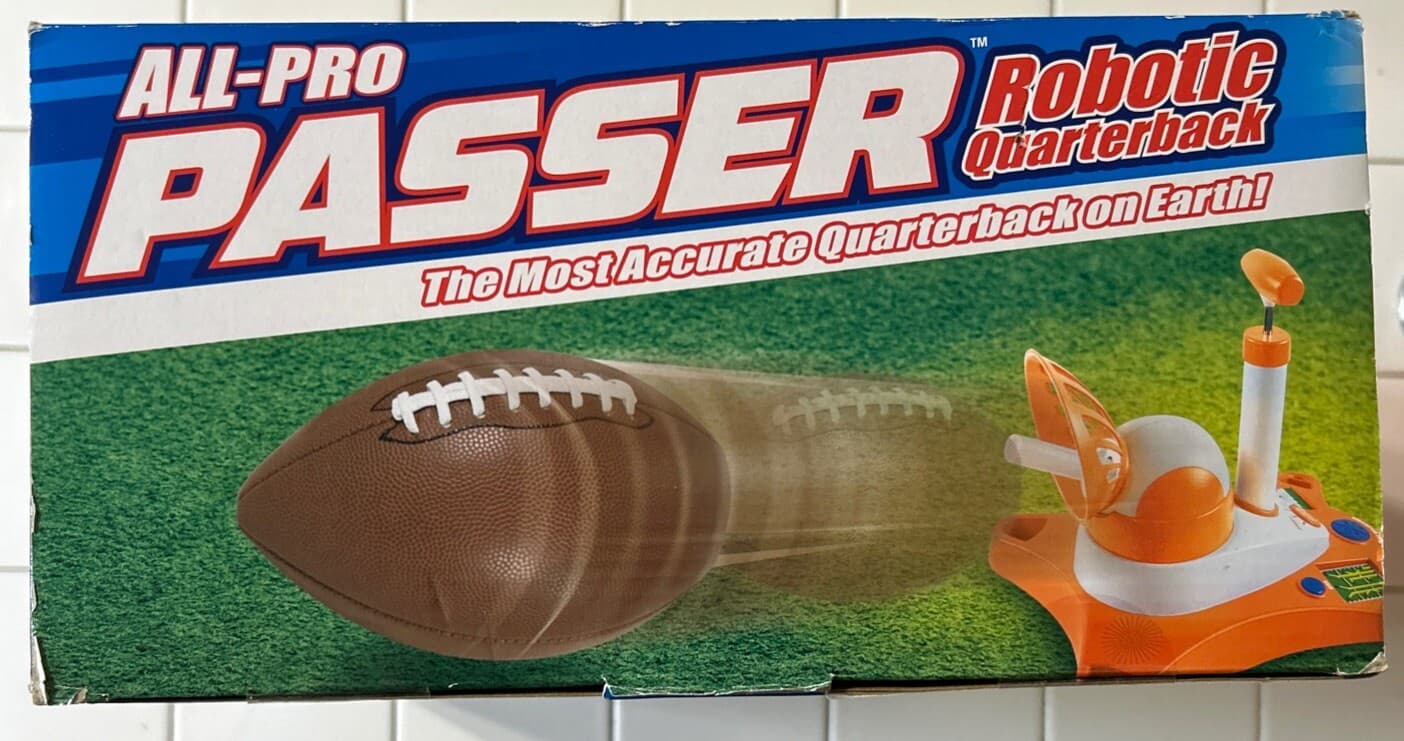 ALL-PRO
PASSER™
Robotic
Quarterback
The Most Accurate Quarterback on Earth!